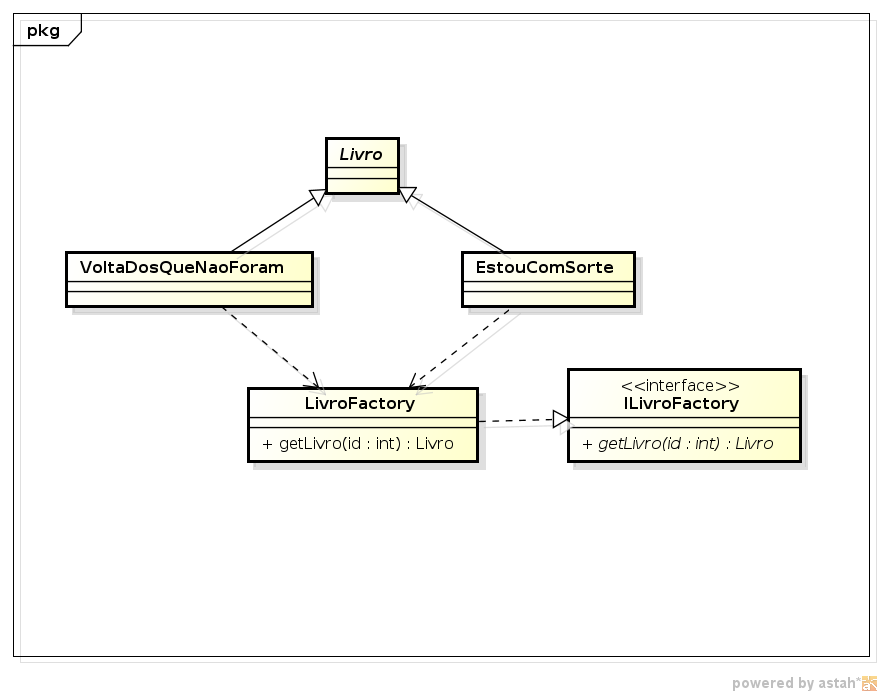 pkg
Livro
VoltaDosQueNaoForam
EstouComSorte
LivroFactory
+ getLivro(id : int) : Livro
<<interface>>
ILivroFactory
+ getLivro(id : int) : Livro
powered by astah*